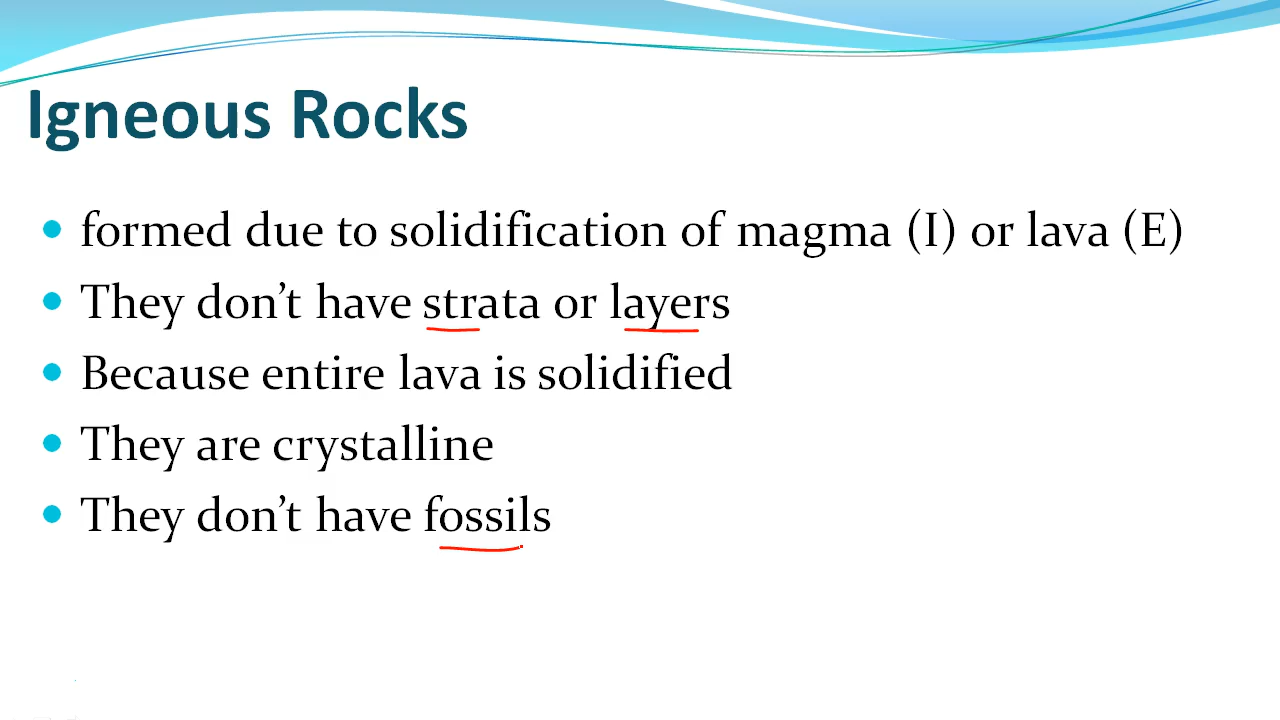 Igneous Rocks
• formed due to solidification of magma (I) or lava (E)
• They don’t have strata or layers
• Because entire lava is solidified
• They are crystalline
• They don’t have fossils